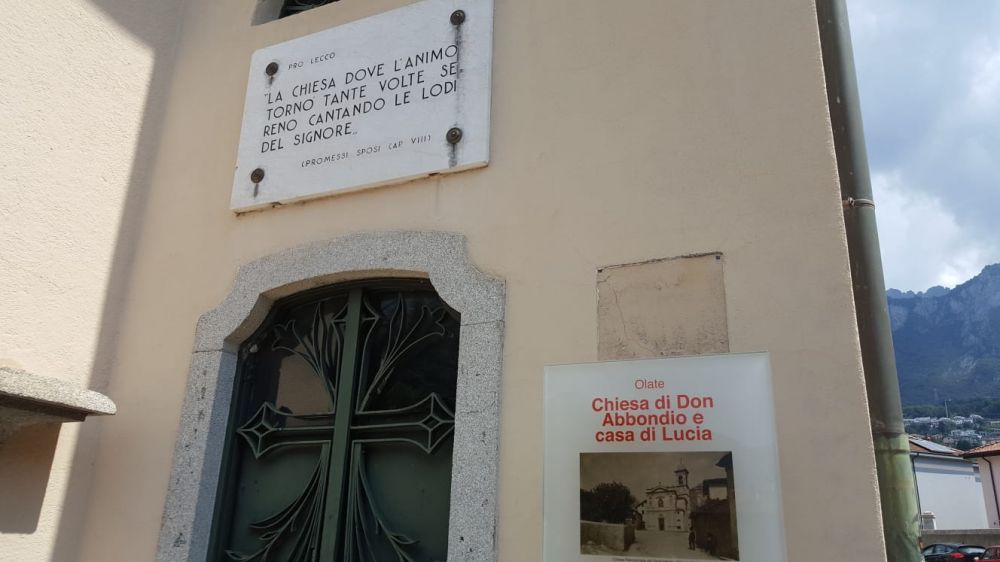 PRO LECCO
"LA CHIESA DOVE L'ANIMO
TORNO TANTE VOLTE SE
RENO CANTANDO LE LODI
DEL SIGNORE„
(PROMESSI SPOSI CAP. VIII)
Olate
Chiesa di Don
Abbondio e
casa di Lucia